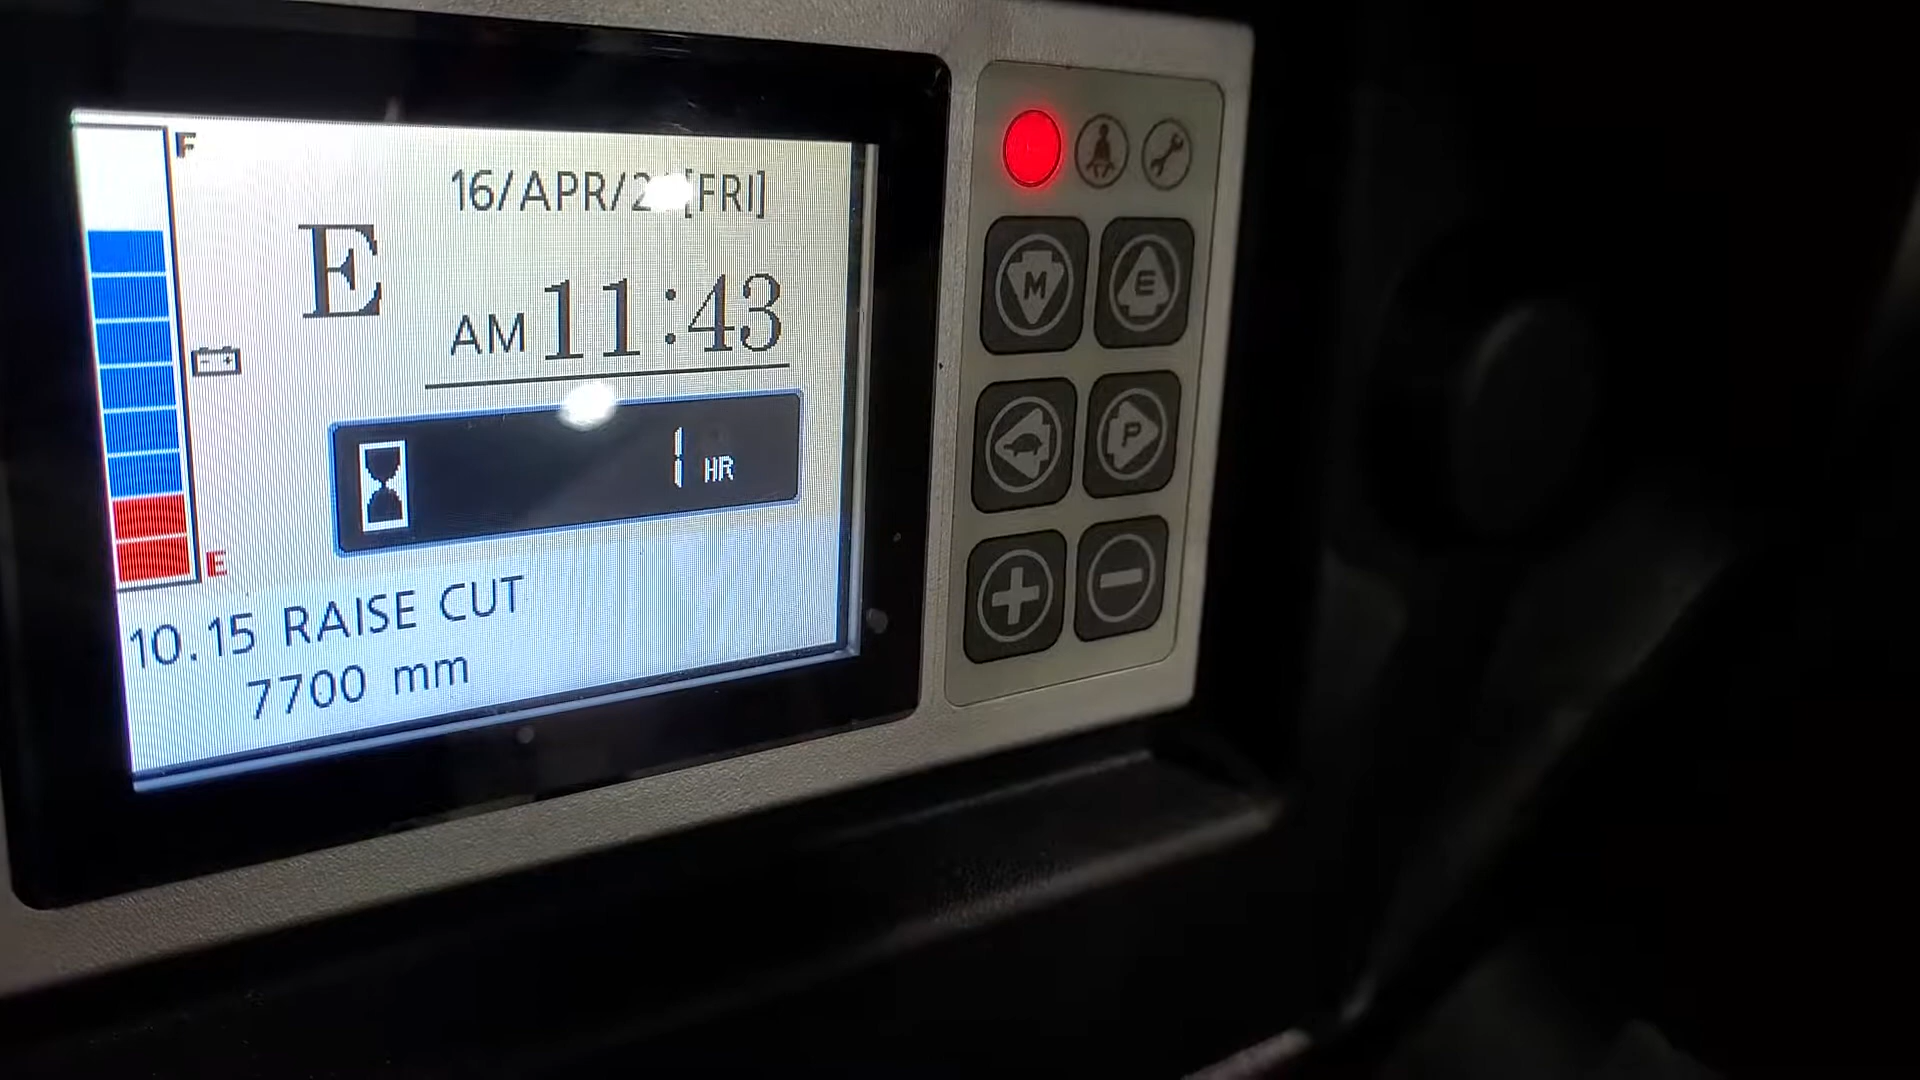 F
16/APR/2 [FRI]
E
AM 11:43
1 HR
E
10.15 RAISE CUT
7700 mm
M
E
P